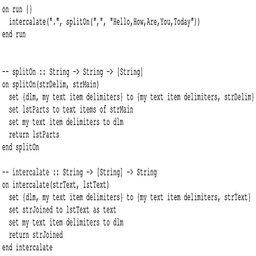 on run {}
  intercalate(".", splitOn(",", "Hello,How,Are,You,Today"))
end run


-- splitOn :: String -> String -> [String]
on splitOn(strDelim, strMain)
  set {dlm, my text item delimiters} to {my text item delimiters, strDelim}
  set lstParts to text items of strMain
  set my text item delimiters to dlm
  return lstParts
end splitOn

-- intercalate :: String -> [String] -> String
on intercalate(strText, lstText)
  set {dlm, my text item delimiters} to {my text item delimiters, strText}
  set strJoined to lstText as text
  set my text item delimiters to dlm
  return strJoined
end intercalate